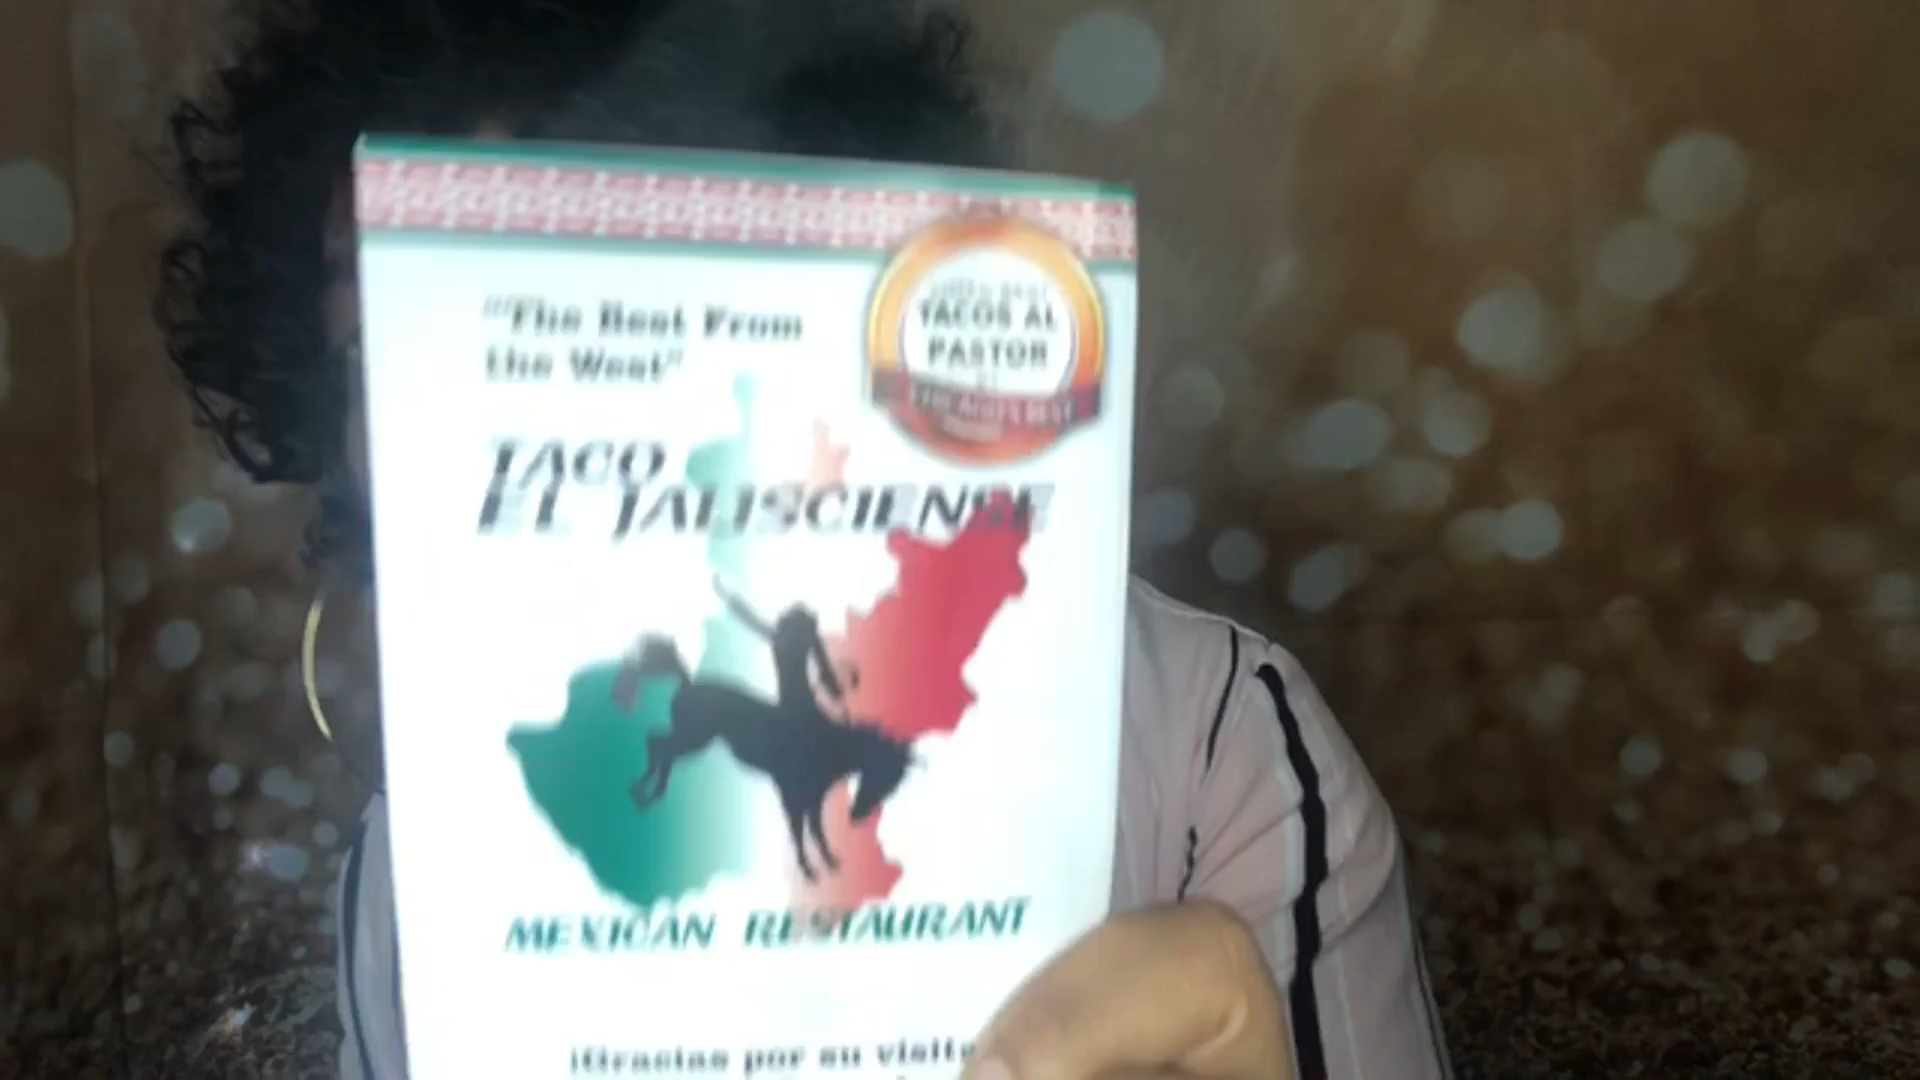 "The Best From
the West"
TACOS AL
PASTOR
TACO
EL JALISCIENSE
MEXICAN RESTAURANT
¡Gracias por su visita